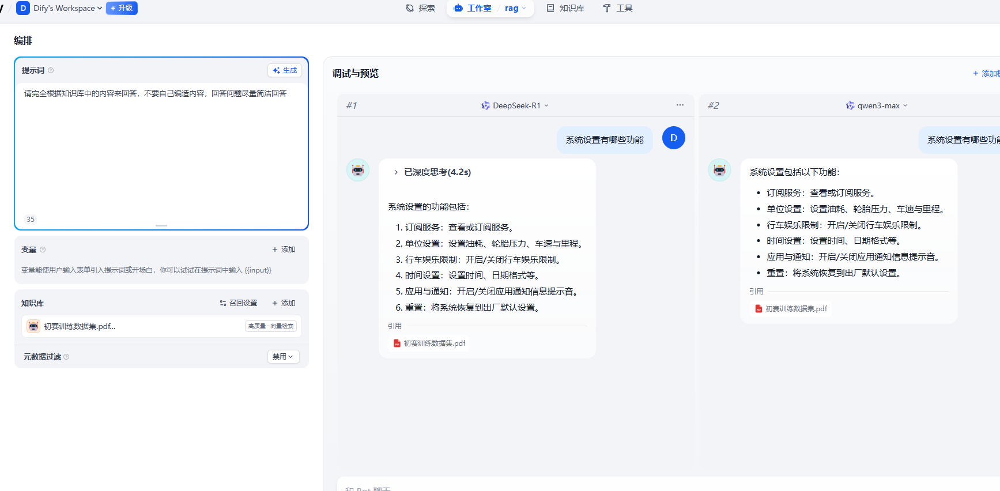 Dify's Workspace
升级
探索
工作室 / rag
知识库
工具
编排
提示词
生成
请完全根据知识库中的内容来回答，不要自己编造内容，回答问题尽量简洁回答
35
变量
+ 添加
变量能使用户输入表单引入提示词或开场白，你可以试试在提示词中输入 {{input}}
知识库
召回设置
+ 添加
初赛训练数据集.pdf...
高质量 · 向量检索
元数据过滤
禁用
调试与预览
+ 添加
#1
DeepSeek-R1
系统设置有哪些功能
D
已深度思考(4.2s)
系统设置的功能包括：
1. 订阅服务：查看或订阅服务。
2. 单位设置：设置油耗、轮胎压力、车速与里程。
3. 行车娱乐限制：开启/关闭行车娱乐限制。
4. 时间设置：设置时间、日期格式等。
5. 应用与通知：开启/关闭应用通知信息提示音。
6. 重置：将系统恢复到出厂默认设置。
引用
初赛训练数据集.pdf
#2
qwen3-max
系统设置有哪些功能
系统设置包括以下功能：
• 订阅服务：查看或订阅服务。
• 单位设置：设置油耗、轮胎压力、车速与里程。
• 行车娱乐限制：开启/关闭行车娱乐限制。
• 时间设置：设置时间、日期格式等。
• 应用与通知：开启/关闭应用通知信息提示音。
• 重置：将系统恢复到出厂默认设置。
引用
初赛训练数据集.pdf
和 Bot 聊天